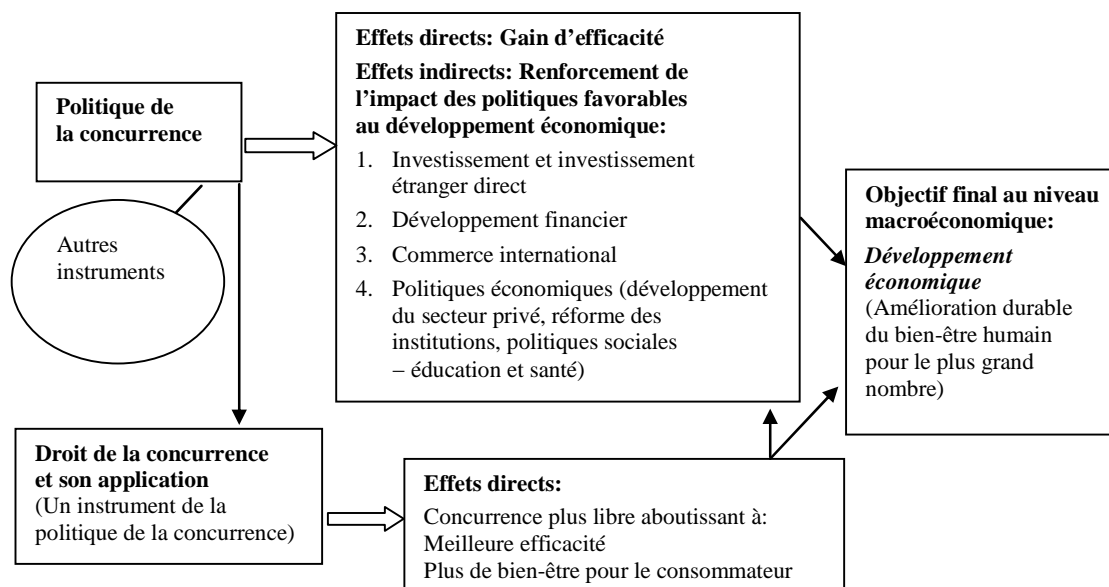 Politique de
la concurrence
Autres
instruments
Effets directs: Gain d'efficacité
Effets indirects: Renforcement de
l'impact des politiques favorables
au développement économique:
1. Investissement et investissement
étranger direct
2. Développement financier
3. Commerce international
4. Politiques économiques (développement
du secteur privé, réforme des
institutions, politiques sociales
– éducation et santé)
Objectif final au niveau
macroéconomique:
Développement
économique
(Amélioration durable
du bien-être humain
pour le plus grand
nombre)
Droit de la concurrence
et son application
(Un instrument de la
politique de la concurrence)
Effets directs:
Concurrence plus libre aboutissant à:
Meilleure efficacité
Plus de bien-être pour le consommateur